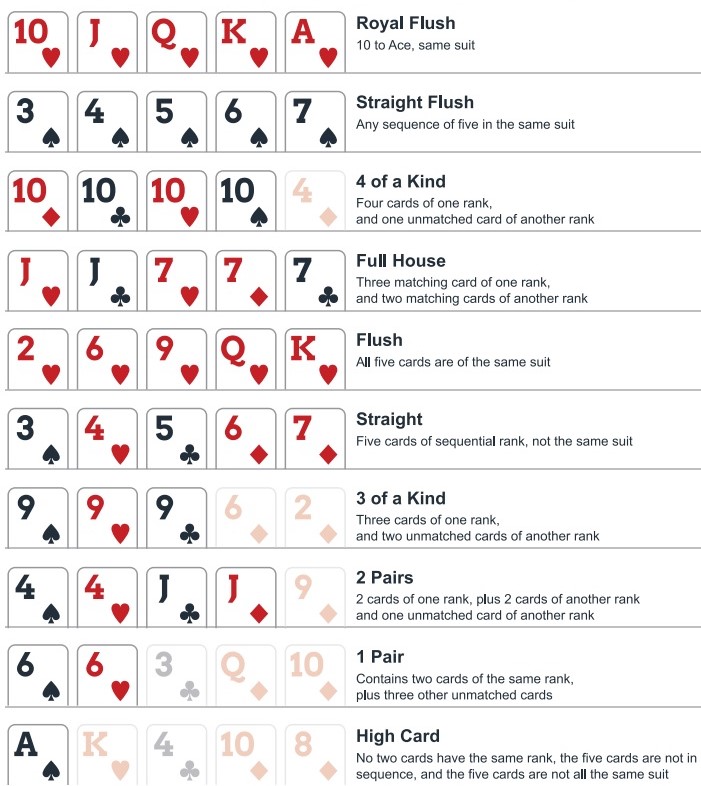 10 J Q K A
Royal Flush
10 to Ace, same suit
3 4 5 6 7
Straight Flush
Any sequence of five in the same suit
10 10 10 10 4
4 of a Kind
Four cards of one rank,
and one unmatched card of another rank
J J 7 7 7
Full House
Three matching card of one rank,
and two matching cards of another rank
2 6 9 Q K
Flush
All five cards are of the same suit
3 4 5 6 7
Straight
Five cards of sequential rank, not the same suit
9 9 9 6 2
3 of a Kind
Three cards of one rank,
and two unmatched cards of another rank
4 4 J J 9
2 Pairs
2 cards of one rank, plus 2 cards of another rank
and one unmatched card of another rank
6 6 3 Q 10
1 Pair
Contains two cards of the same rank,
plus three other unmatched cards
A K 4 10 8
High Card
No two cards have the same rank, the five cards are not in
sequence, and the five cards are not all the same suit